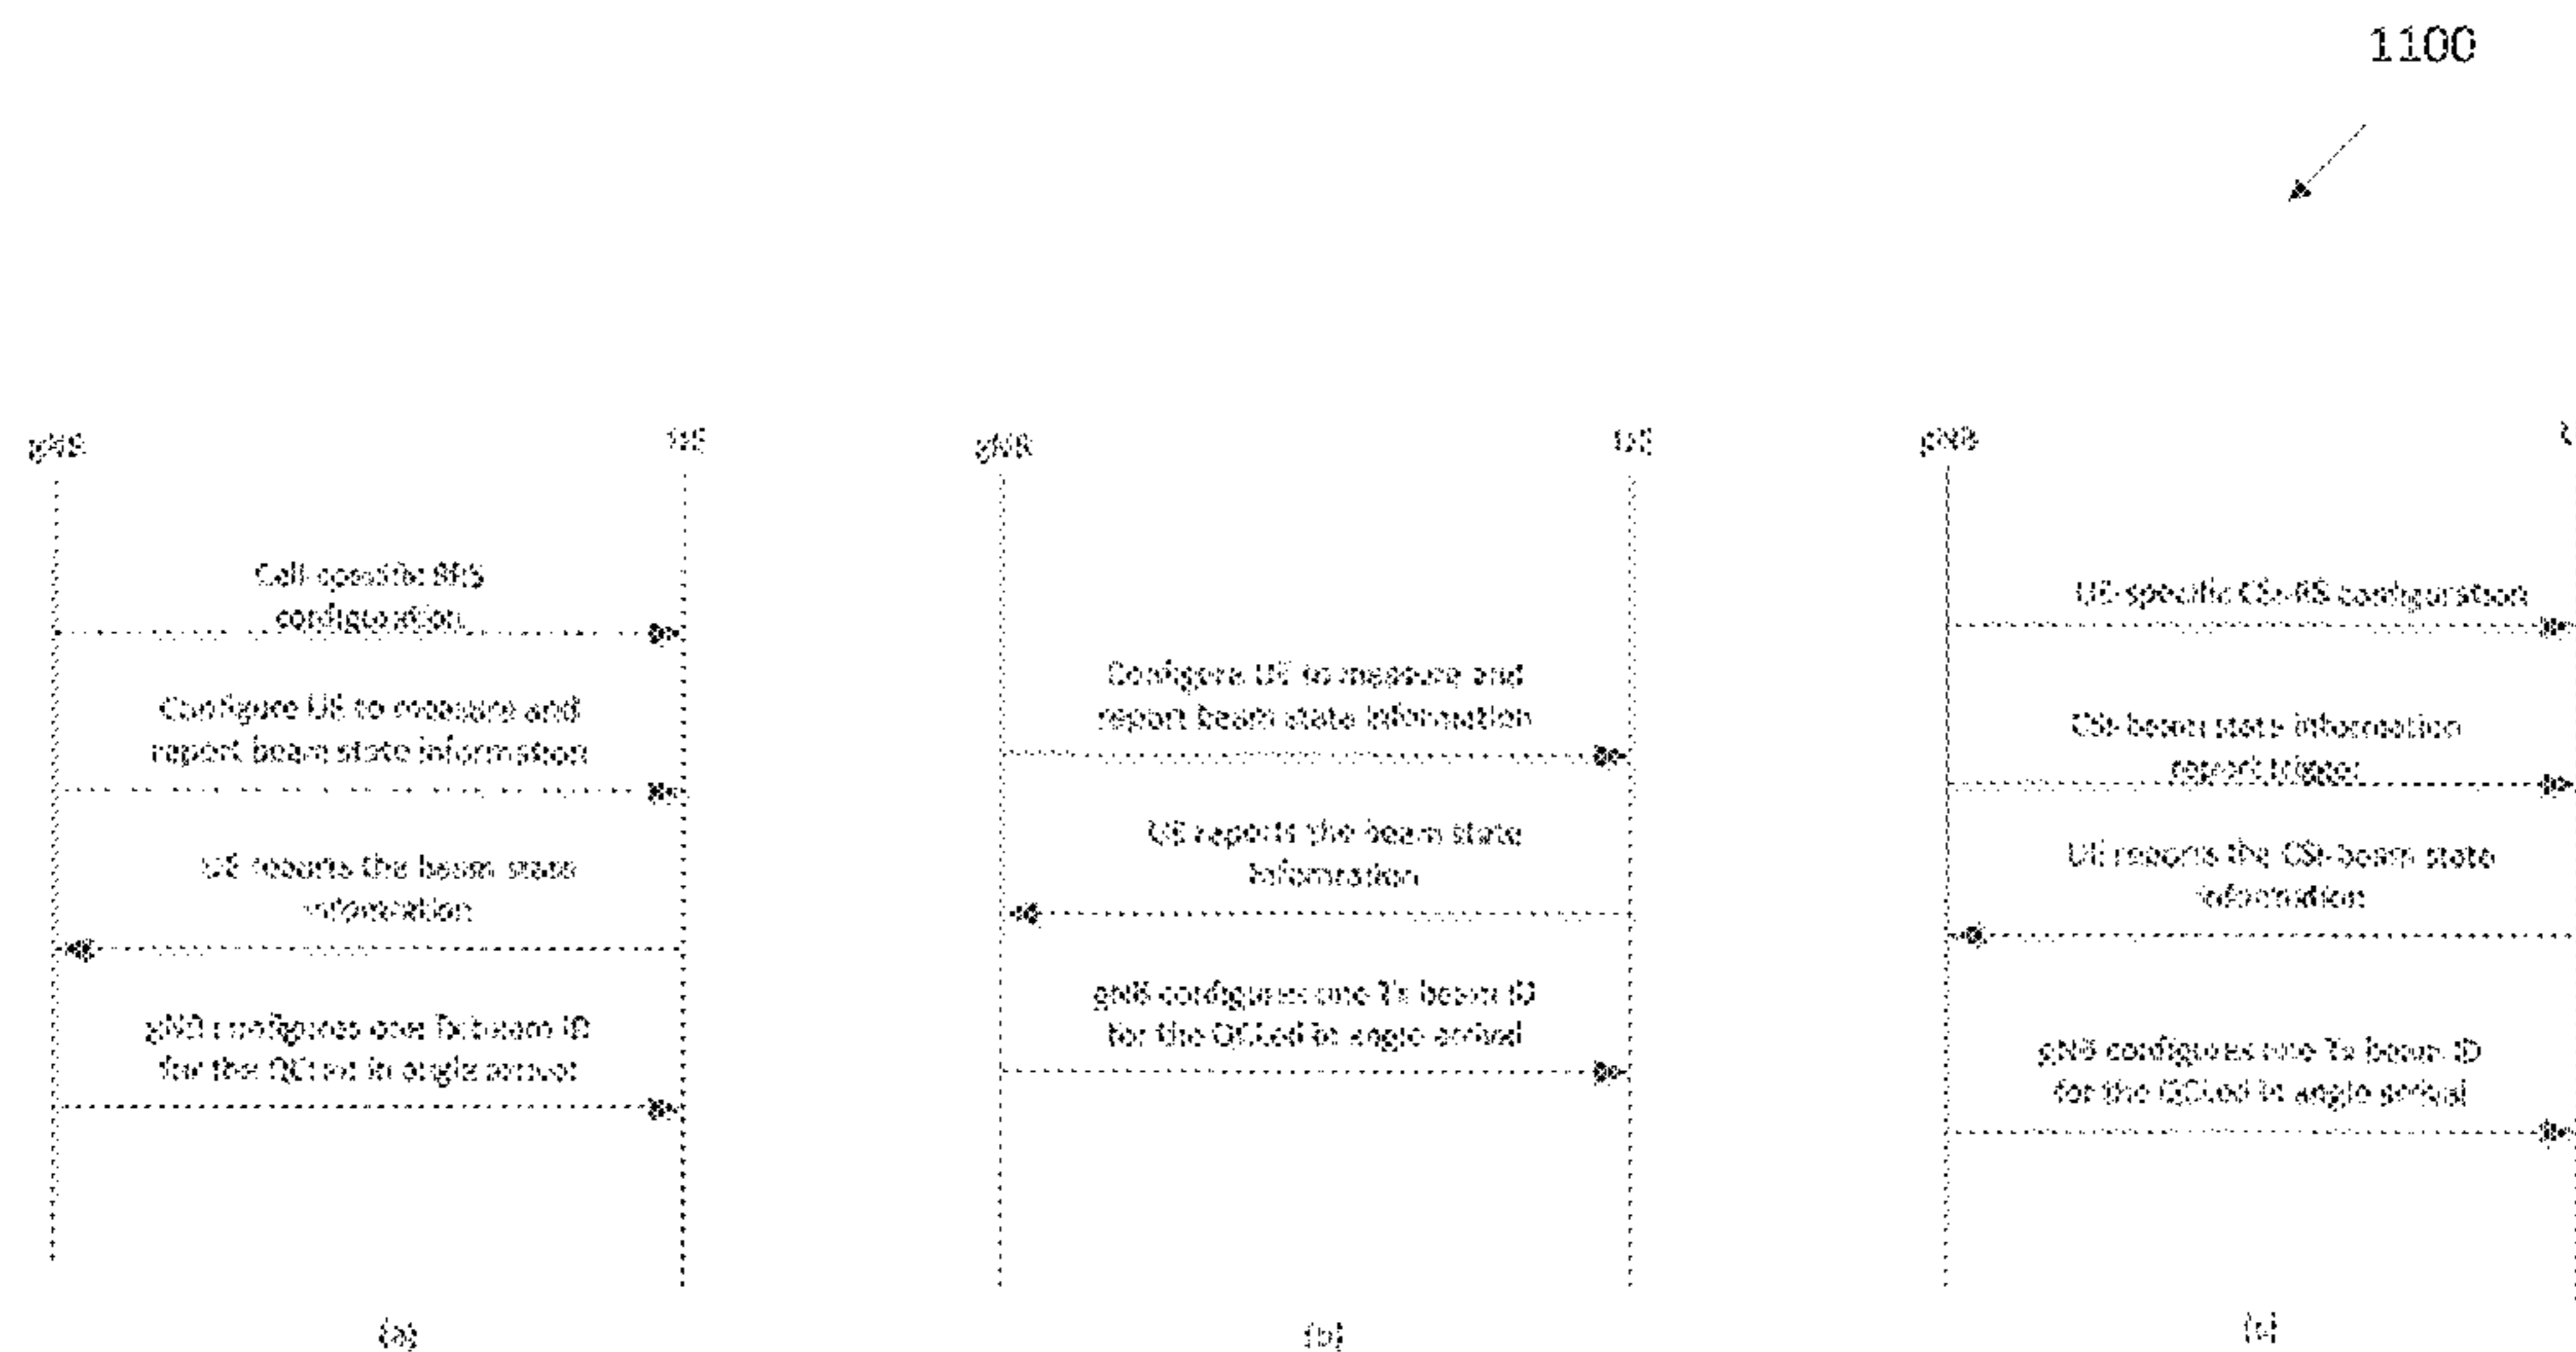 1100
gNB
UE
Cell-specific BRS
configuration
Configure UE to measure and
report beam state information
UE reports the beam state
infomration
gNB configures one Tx beam ID
for the QCLed in angle arrival
(a)
gNB
UE
Configure UE to measure and
report beam state information
UE reports the beam state
infomration
gNB configures one Tx beam ID
for the QCLed in angle arrival
(b)
gNB
UE-specific CSI-RS configuration
CSI-beam state information
report trigger
UE reports the CSI-beam state
information
gNB configures one Tx beam ID
for the QCLed in angle arrival
(c)